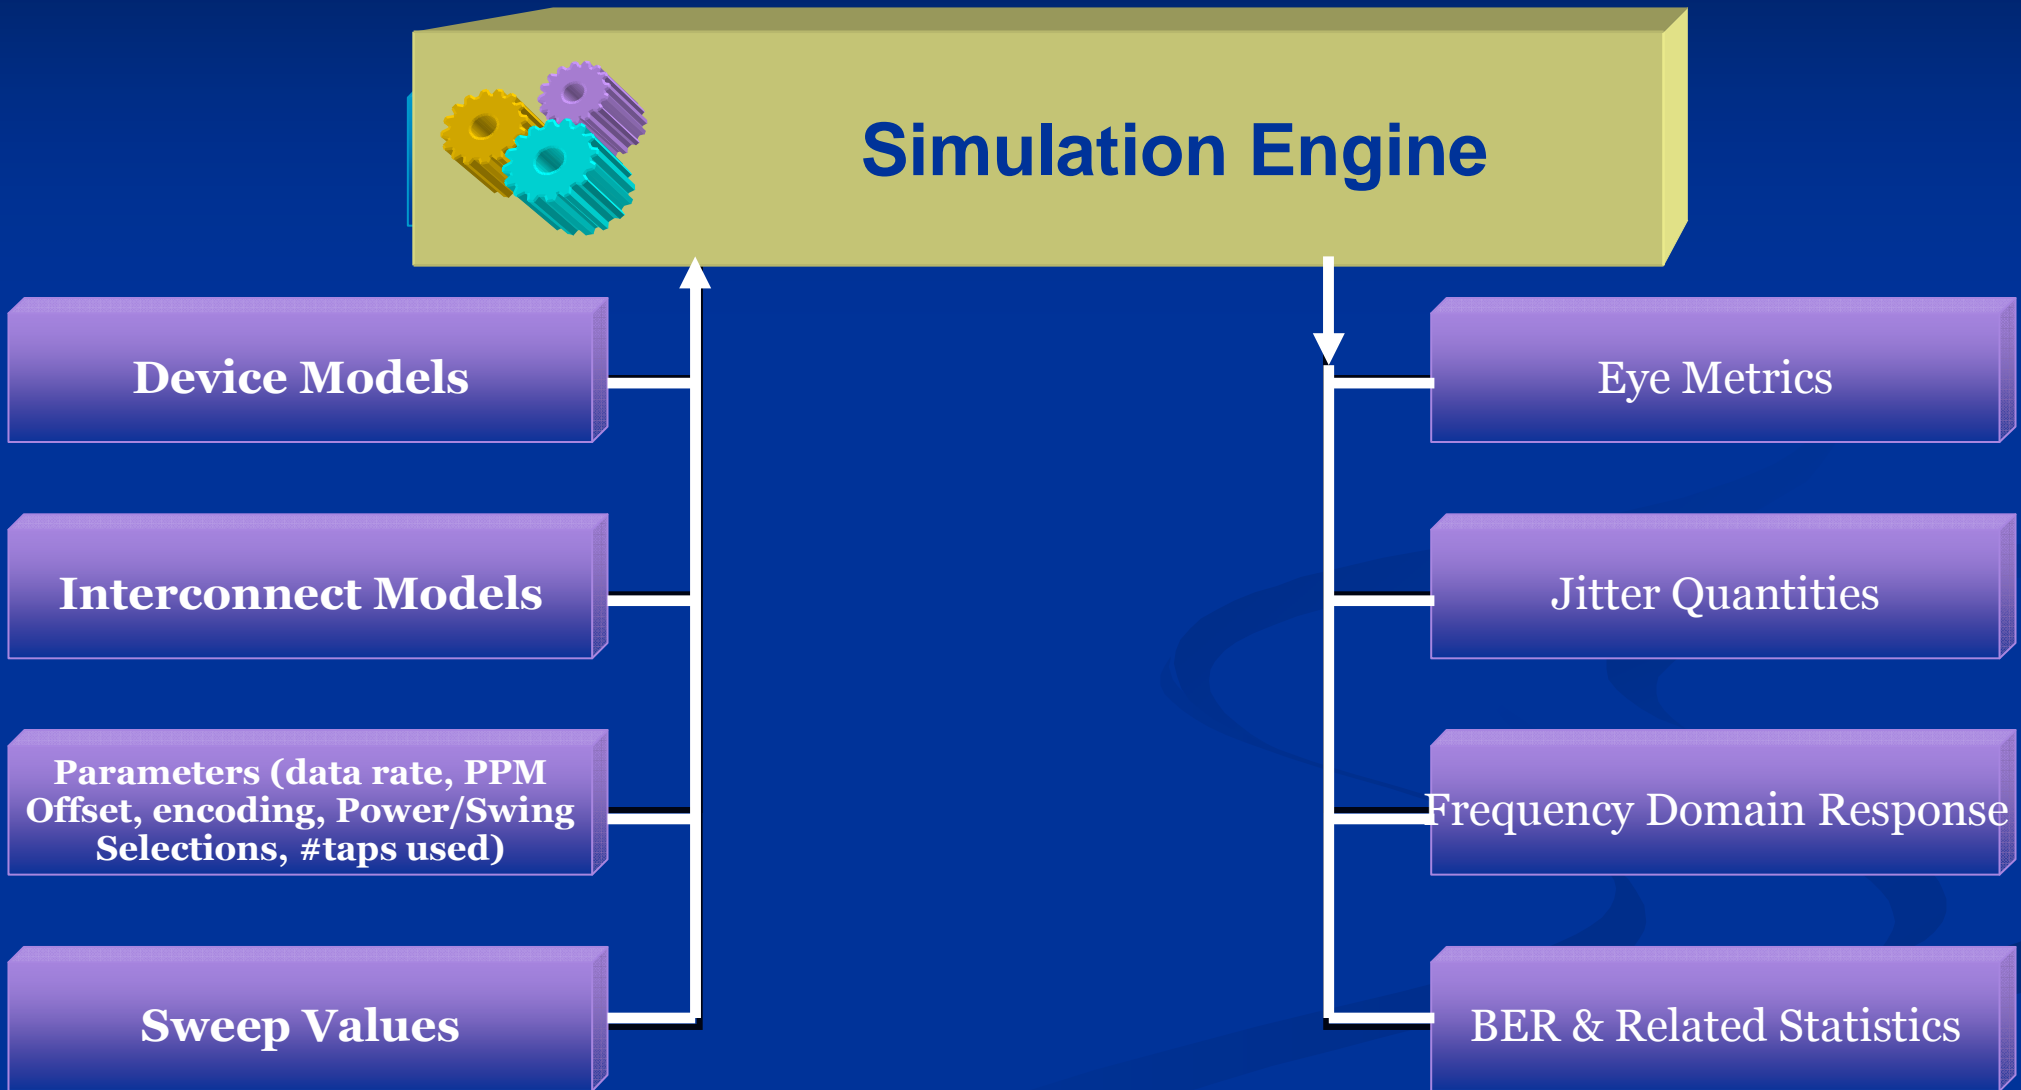 Simulation Engine
Device Models
Interconnect Models
Parameters (data rate, PPM
Offset, encoding, Power/Swing
Selections, #taps used)
Sweep Values
Eye Metrics
Jitter Quantities
Frequency Domain Response
BER & Related Statistics